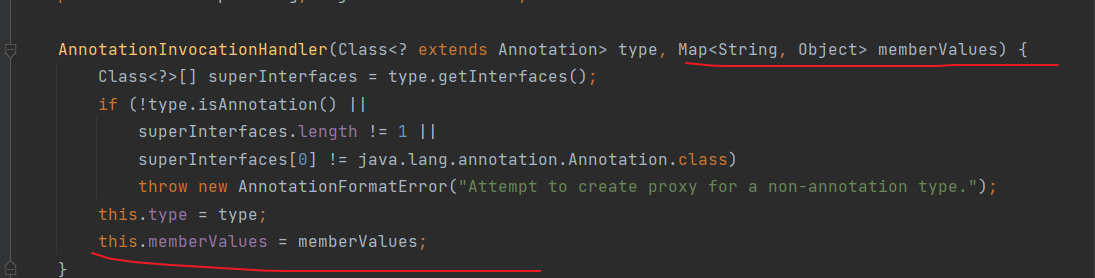 AnnotationInvocationHandler(Class<? extends Annotation> type, Map<String, Object> memberValues) {
Class<?>[] superInterfaces = type.getInterfaces();
if (!type.isAnnotation() ||
superInterfaces.length != 1 ||
superInterfaces[0] != java.lang.annotation.Annotation.class)
throw new AnnotationFormatError("Attempt to create proxy for a non-annotation type.");
this.type = type;
this.memberValues = memberValues;
}